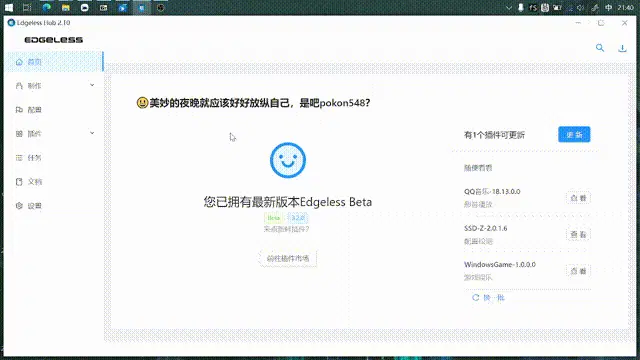 Edgeless Hub 2.10
中 21:40
EDGELESS
首页
制作
配置
插件
任务
文档
设置
美妙的夜晚就应该好好放纵自己，是吧pokon548?
您已拥有最新版本Edgeless Beta
Beta 3.2.0
来点新鲜插件?
前往插件市场
有1个插件可更新
更 新
随便看看
QQ音乐-18.13.0.0
影音播放
查 看
SSD-Z-2.0.1.6
配置检测
查 看
WindowsGame-1.0.0.0
游戏娱乐
查 看
换一批